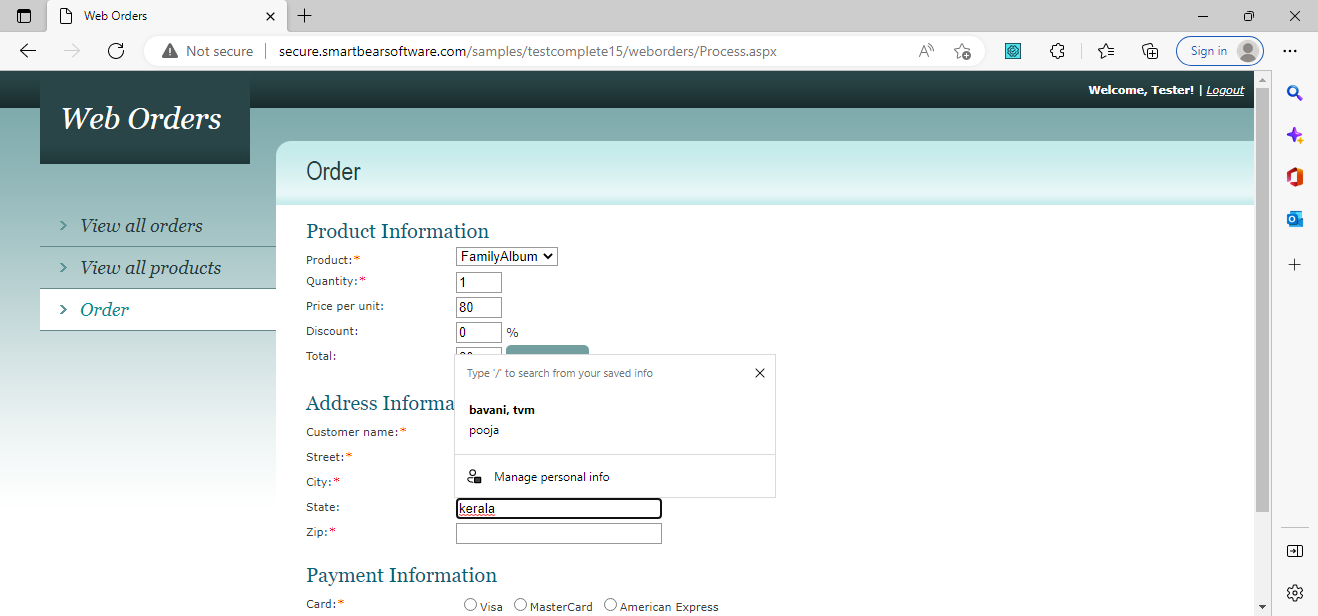 Web Orders
Not secure
secure.smartbearsoftware.com/samples/testcomplete15/weborders/Process.aspx
Sign in
Welcome, Tester! | Logout
Web Orders
Order
View all orders
View all products
Order
Product Information
Product:*
FamilyAlbum
Quantity:*
1
Price per unit:
80
Discount:
0
%
Total:
Type '/' to search from your saved info
bavani, tvm
pooja
Manage personal info
Address Informa
Customer name:*
Street:*
City:*
State:
kerala
Zip:*
Payment Information
Card:*
Visa
MasterCard
American Express